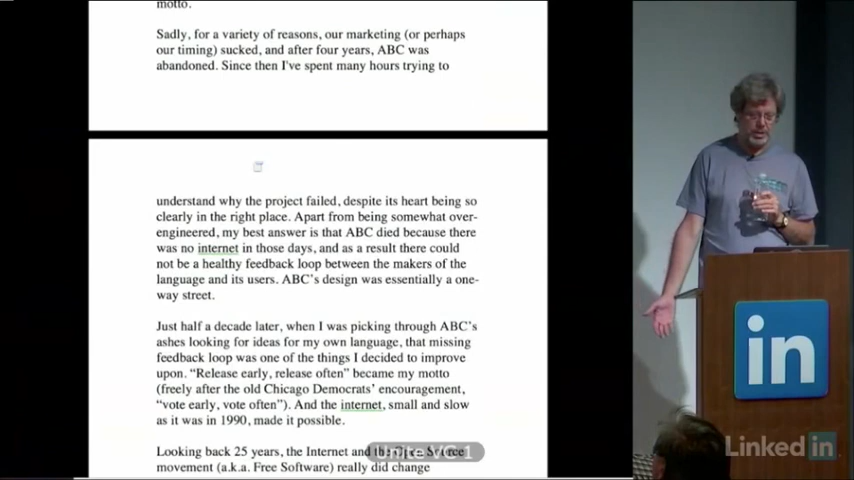 motto.
Sadly, for a variety of reasons, our marketing (or perhaps
our timing) sucked, and after four years, ABC was
abandoned. Since then I've spent many hours trying to
understand why the project failed, despite its heart being so
clearly in the right place. Apart from being somewhat over-
engineered, my best answer is that ABC died because there
was no internet in those days, and as a result there could
not be a healthy feedback loop between the makers of the
language and its users. ABC's design was essentially a one-
way street.
Just half a decade later, when I was picking through ABC's
ashes looking for ideas for my own language, that missing
feedback loop was one of the things I decided to improve
upon. “Release early, release often” became my motto
(freely after the old Chicago Democrats' encouragement,
“vote early, vote often”). And the internet, small and slow
as it was in 1990, made it possible.
Looking back 25 years, the Internet and the Open Source
movement (a.k.a. Free Software) really did change
Unite VC 1
in
Linked in